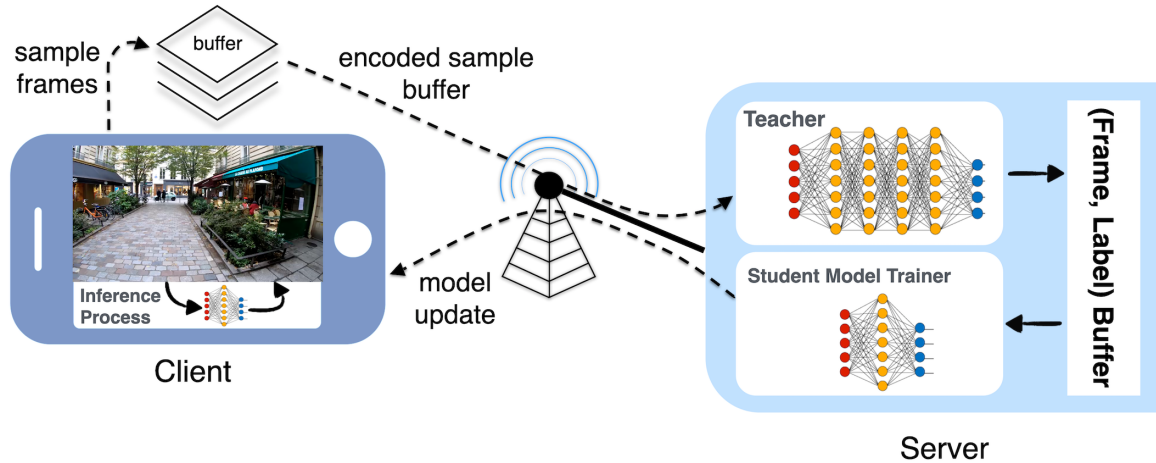 sample
frames
buffer
encoded sample
buffer
Inference
Process
Client
model
update
Teacher
Student Model Trainer
(Frame, Label) Buffer
Server